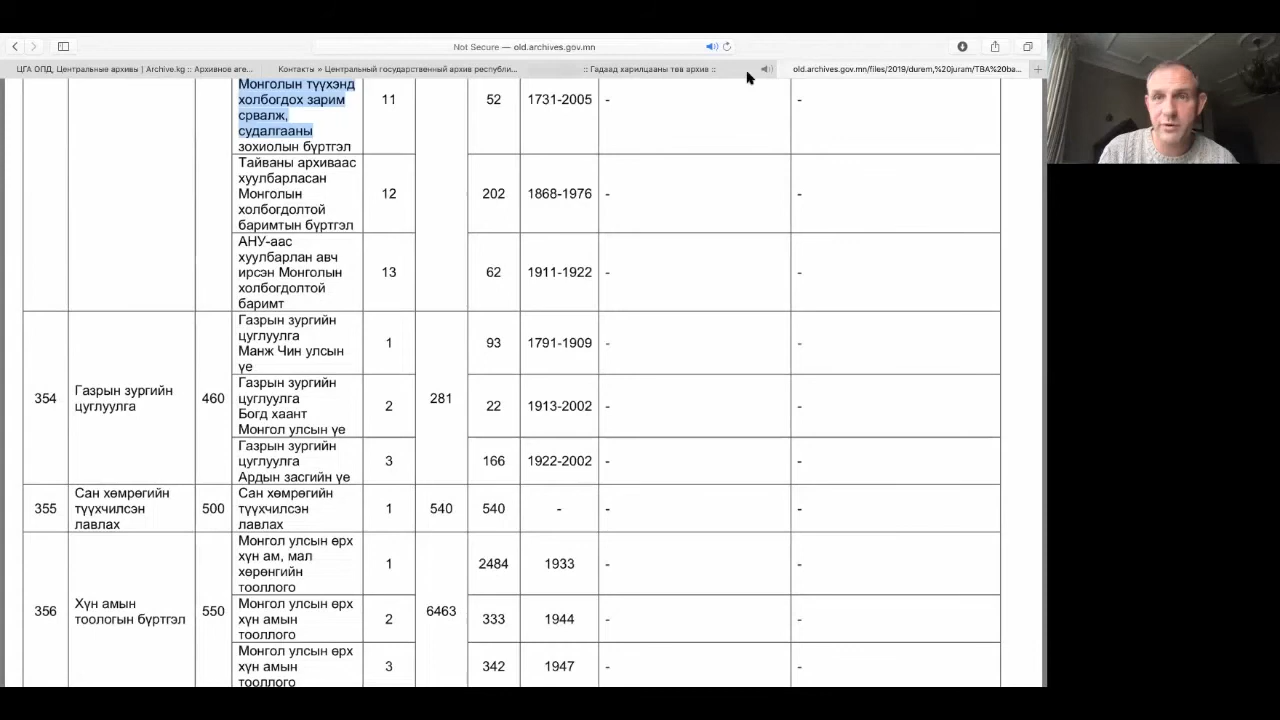 Not Secure — old.archives.gov.mn
ЦГА ОПД, Центральные архивы | Archive.kg :: Архивное аге...
Контакты » Центральный государственный архив республи...
:: Гадаад харилцааны төв архив ::
old.archives.gov.mn/files/2019/durem,%20juram/TBA%20ba...
Монголын түүхэнд
холбогдох зарим
срвалж,
судалгааны
зохиолын бүртгэл
11
52
1731-2005
-
-
Тайваны архиваас
хуулбарласан
Монголын
холбогдолтой
баримтын бүртгэл
12
202
1868-1976
-
-
АНУ-аас
хуулбарлан авч
ирсэн Монголын
холбогдолтой
баримт
13
62
1911-1922
-
-
354
Газрын зургийн
цуглуулга
460
Газрын зургийн
цуглуулга
Манж Чин улсын
үе
1
281
93
1791-1909
-
-
Газрын зургийн
цуглуулга
Богд хаант
Монгол улсын үе
2
22
1913-2002
-
-
Газрын зургийн
цуглуулга
Ардын засгийн үе
3
166
1922-2002
-
-
355
Сан хөмрөгийн
түүхчилсэн
лавлах
500
Сан хөмрөгийн
түүхчилсэн
лавлах
1
540
540
-
-
-
356
Хүн амын
тоологын бүртгэл
550
Монгол улсын өрх
хүн ам, мал
хөрөнгийн
тооллого
1
6463
2484
1933
-
-
Монгол улсын өрх
хүн амын
тооллого
2
333
1944
-
-
Монгол улсын өрх
хүн амын
тооллого
3
342
1947
-
-